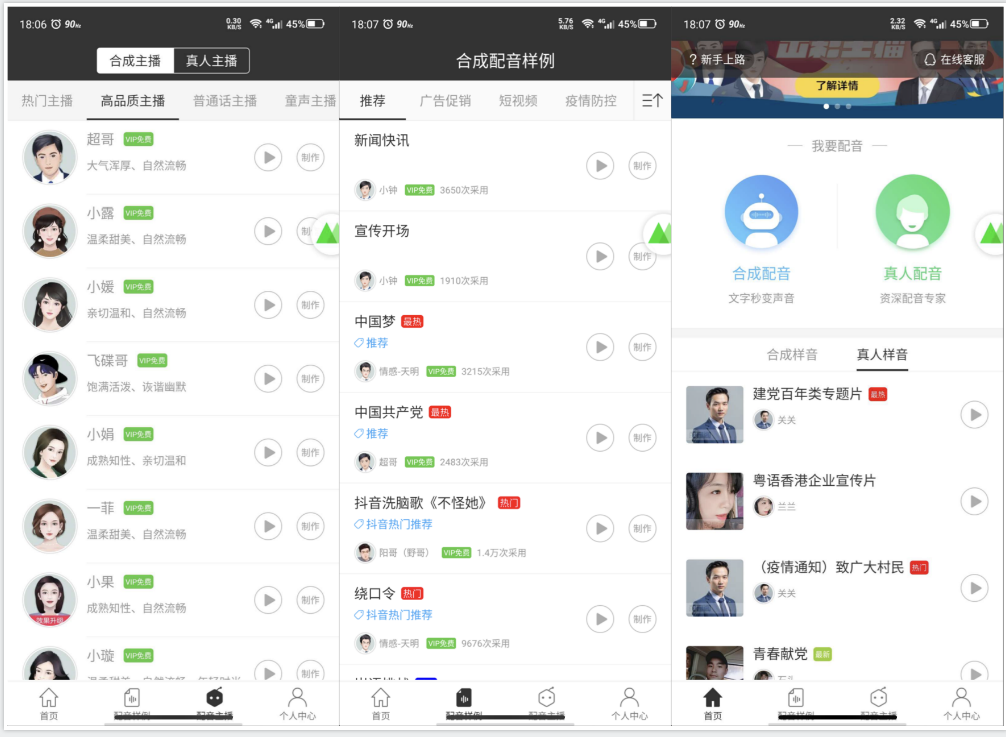 18:06 90Hz 0.30 KB/S 4G 45%
合成主播 真人主播
热门主播 高品质主播 普通话主播 童声主播
超哥 VIP免费
大气浑厚、自然流畅
制作
小露 VIP免费
温柔甜美、自然流畅
制
小媛 VIP免费
亲切温和、自然流畅
制作
飞碟哥 VIP免费
饱满活泼、诙谐幽默
制作
小娟 VIP免费
成熟知性、亲切温和
制作
一菲 VIP免费
温柔甜美、自然流畅
制作
小果 VIP免费
成熟知性、自然流畅
制作
效果升级
小璇 VIP免费
制作
首页 配音样例 配音主播 个人中心
18:07 90Hz 5.76 KB/S 4G 45%
合成配音样例
推荐 广告促销 短视频 疫情防控
新闻快讯
制作
小钟 VIP免费 3650次采用
宣传开场
制作
小钟 VIP免费 1910次采用
中国梦 最热
推荐
制作
情感-天明 VIP免费 3215次采用
中国共产党 最热
推荐
制作
超哥 VIP免费 2483次采用
抖音洗脑歌《不怪她》 热门
抖音热门推荐
制作
阳哥（野哥） VIP免费 1.4万次采用
绕口令 热门
抖音热门推荐
制作
情感-天明 VIP免费 9676次采用
首页 配音样例 配音主播 个人中心
18:07 90Hz 2.32 KB/S 4G 45%
? 新手上路 在线客服
了解详情
我要配音
合成配音 真人配音
文字秒变声音 资深配音专家
合成样音 真人样音
建党百年类专题片 最热
关关
粤语香港企业宣传片
兰兰
（疫情通知）致广大村民 热门
关关
青春献党 最新
首页 配音样例 配音主播 个人中心